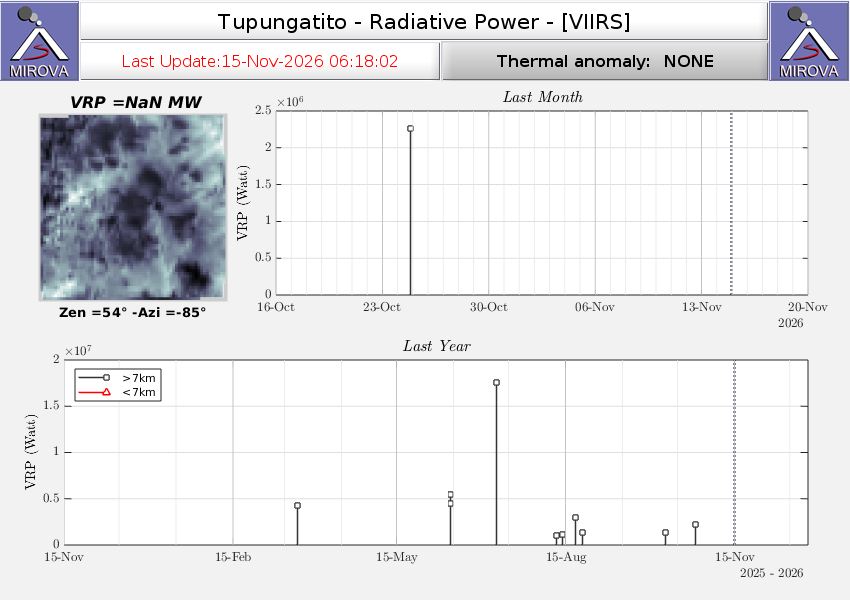 Tupungatito - Radiative Power - [VIIRS]
MIROVA
Last Update:15-Nov-2026 06:18:02
Thermal anomaly: NONE
MIROVA
VRP =NaN MW
Zen =54° -Azi =-85°
Last Month
×10⁶
VRP (Watt)
2.5
2
1.5
1
0.5
0
16-Oct 23-Oct 30-Oct 06-Nov 13-Nov 20-Nov
2026
Last Year
×10⁷
VRP (Watt)
2
1.5
1
0.5
0
>7km
<7km
15-Nov 15-Feb 15-May 15-Aug 15-Nov
2025 - 2026